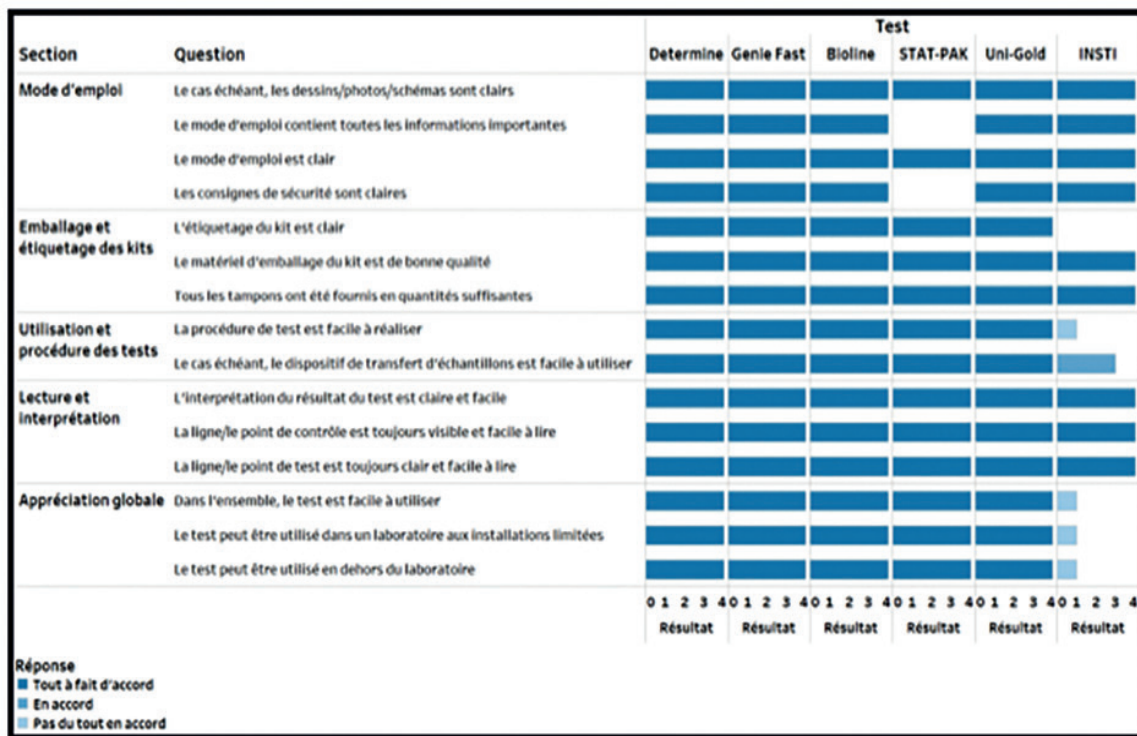 Test
Section Question Determine Genie Fast Bioline STAT-PAK Uni-Gold INSTI
Mode d'emploi Le cas échéant, les dessins/photos/schémas sont clairs
Le mode d'emploi contient toutes les informations importantes
Le mode d'emploi est clair
Les consignes de sécurité sont claires
Emballage et
étiquetage des kits
L'étiquetage du kit est clair
Le matériel d'emballage du kit est de bonne qualité
Tous les tampons ont été fournis en quantités suffisantes
Utilisation et
procédure des tests
La procédure de test est facile à réaliser
Le cas échéant, le dispositif de transfert d'échantillons est facile à utiliser
Lecture et
interprétation
L'interprétation du résultat du test est claire et facile
La ligne/le point de contrôle est toujours visible et facile à lire
La ligne/le point de test est toujours clair et facile à lire
Appréciation globale Dans l'ensemble, le test est facile à utiliser
Le test peut être utilisé dans un laboratoire aux installations limitées
Le test peut être utilisé en dehors du laboratoire
0 1 2 3 4 0 1 2 3 4 0 1 2 3 4 0 1 2 3 4 0 1 2 3 4 0 1 2 3 4
Résultat Résultat Résultat Résultat Résultat Résultat
Réponse
Tout à fait d'accord
En accord
Pas du tout en accord